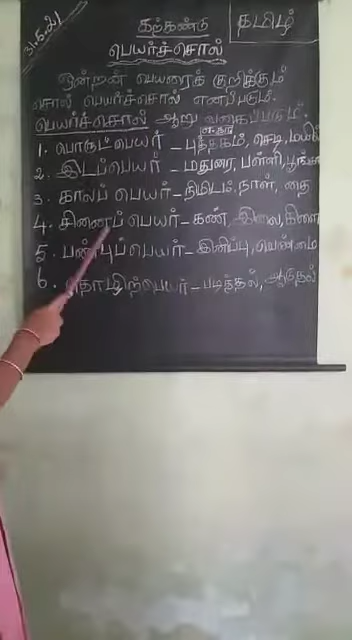 31.5.21
கற்கண்டு
தமிழ்
பெயர்ச்சொல்
ஒன்றன் பெயரைக் குறிக்கும்
சொல் பெயர்ச்சொல் எனப்படும்.
பெயர்ச்சொல் ஆறு வகைப்படும்.
1. பொருட்பெயர் - புத்தகம், செடி, மயில்
2. இடப்பெயர் - மதுரை, பள்ளி, பூங்கா
3. காலப் பெயர் - நிமிடம், நாள், தை
4. சினைப் பெயர் - கண், இலை, கிளை
5. பண்புப்பெயர் - இனிப்பு, வெண்மை
6. தொழிற்பெயர் - படித்தல், ஆடுதல்